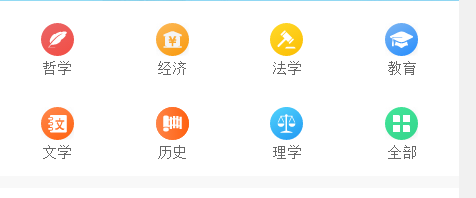 哲学 经济 法学 教育
文学 历史 理学 全部